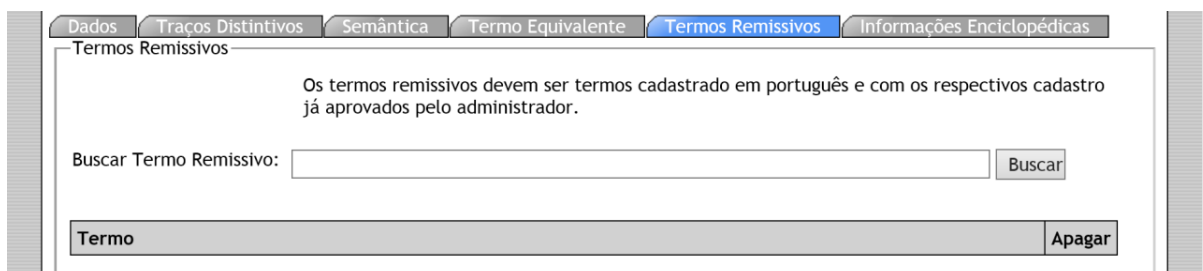 Dados Traços Distintivos Semântica Termo Equivalente Termos Remissivos Informações Enciclopédicas
Termos Remissivos
Os termos remissivos devem ser termos cadastrado em português e com os respectivos cadastro
já aprovados pelo administrador.
Buscar Termo Remissivo: Buscar
Termo Apagar